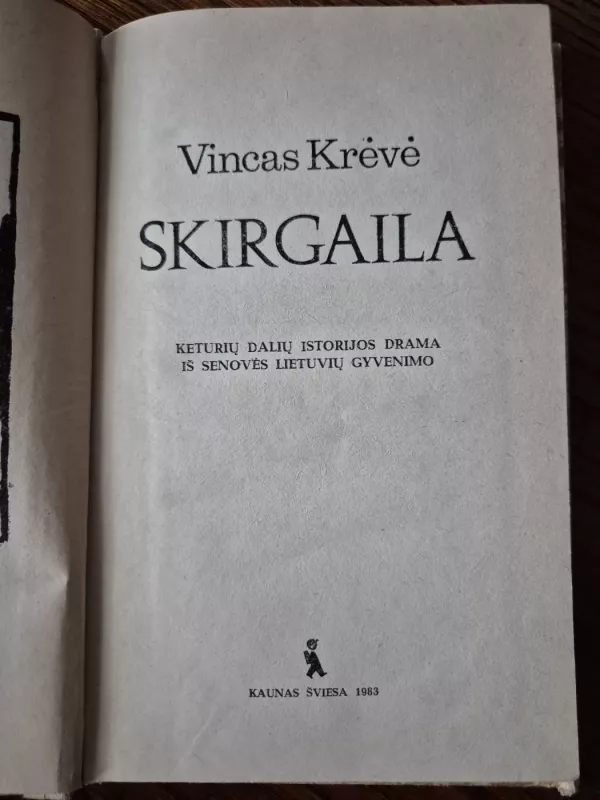 Vincas Krėvė
SKIRGAILA
KETURIŲ DALIŲ ISTORIJOS DRAMA
IŠ SENOVĖS LIETUVIŲ GYVENIMO
KAUNAS ŠVIESA 1983